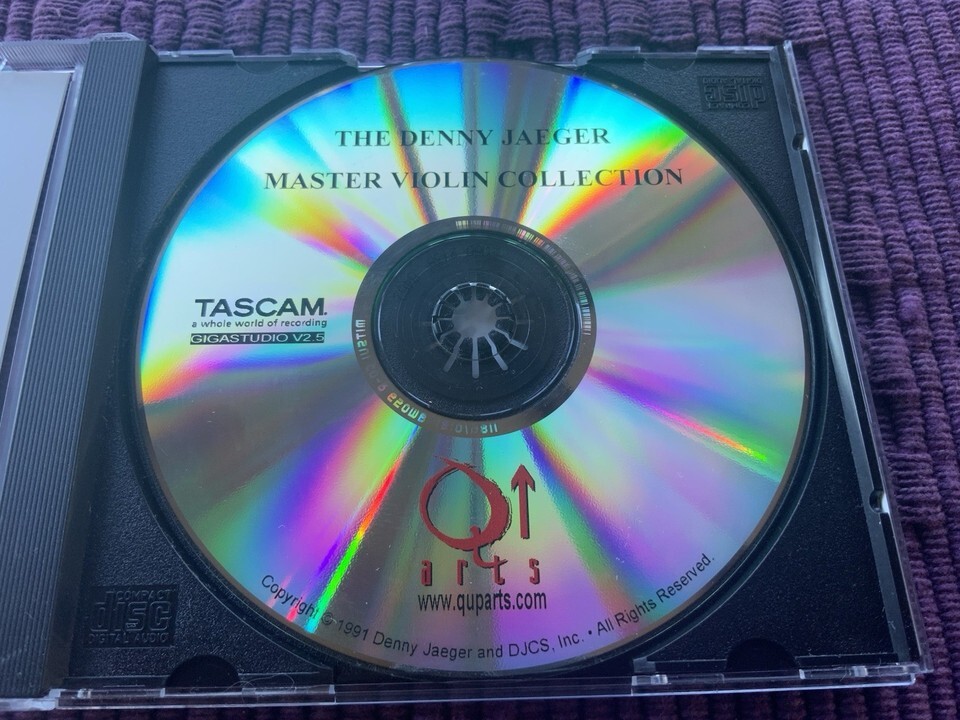 THE DENNY JAEGER
MASTER VIOLIN COLLECTION
TASCAM.
a whole world of recording
GIGASTUDIO V2.5
Q
arts
www.quparts.com
Copyright © 1991 Denny Jaeger and DJCS, Inc. • All Rights Reserved.
COMPACT
disc
DIGITAL AUDIO